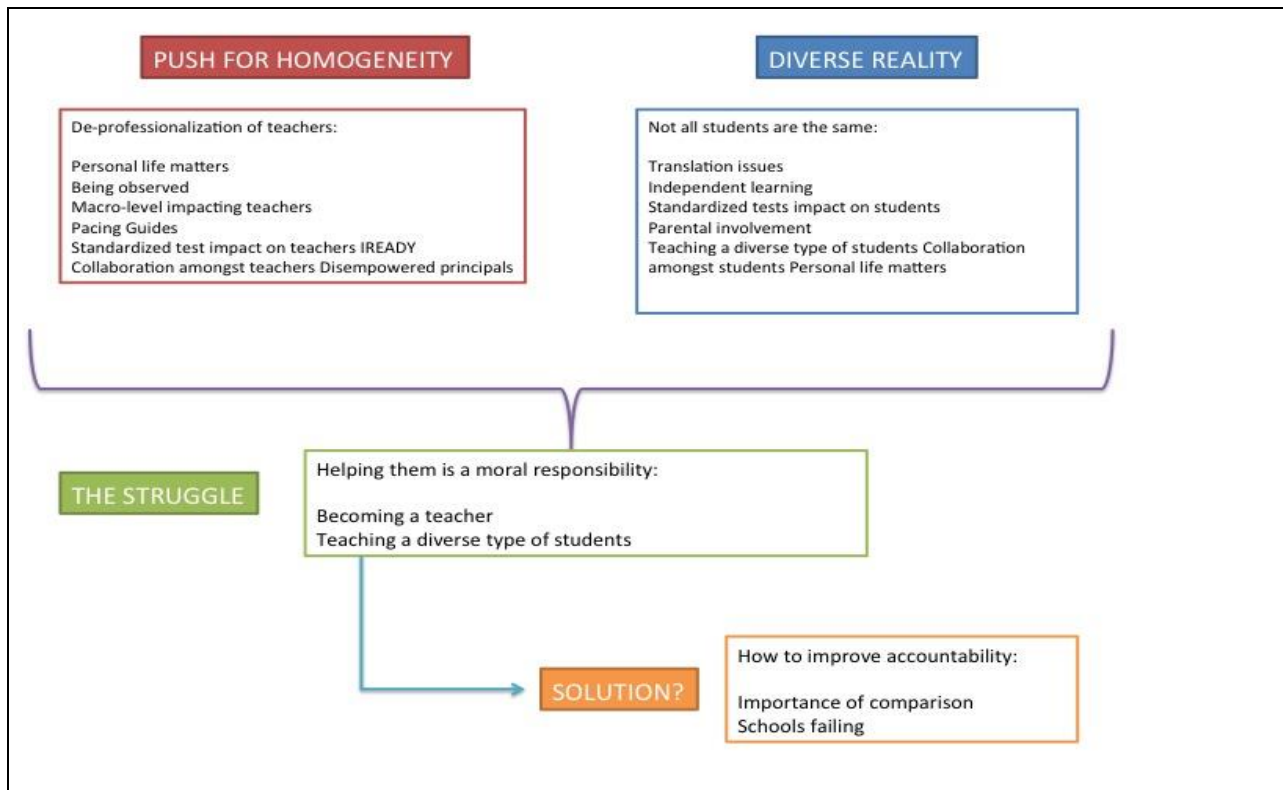 PUSH FOR HOMOGENEITY
De-professionalization of teachers:
Personal life matters
Being observed
Macro-level impacting teachers
Pacing Guides
Standardized test impact on teachers IREADY
Collaboration amongst teachers Disempowered principals
DIVERSE REALITY
Not all students are the same:
Translation issues
Independent learning
Standardized tests impact on students
Parental involvement
Teaching a diverse type of students Collaboration
amongst students Personal life matters
THE STRUGGLE
Helping them is a moral responsibility:
Becoming a teacher
Teaching a diverse type of students
SOLUTION?
How to improve accountability:
Importance of comparison
Schools failing